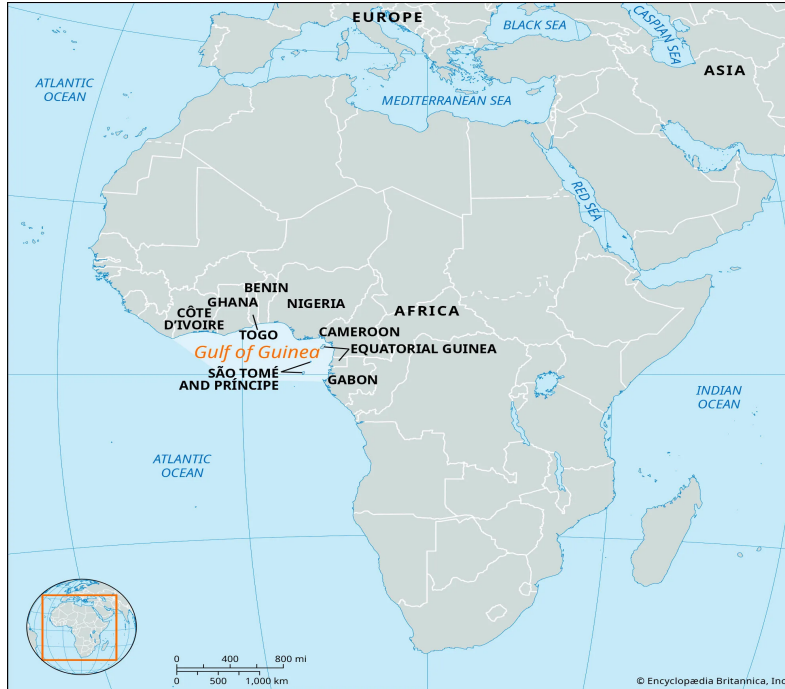 EUROPE
BLACK SEA
CASPIAN SEA
ASIA
ATLANTIC
OCEAN
MEDITERRANEAN SEA
RED SEA
BENIN
GHANA
NIGERIA
CÔTE
D'IVOIRE
AFRICA
TOGO
CAMEROON
Gulf of Guinea
EQUATORIAL GUINEA
SÃO TOMÉ
AND PRÍNCIPE
GABON
INDIAN
OCEAN
ATLANTIC
OCEAN
0 400 800 mi
0 500 1,000 km
© Encyclopædia Britannica, Inc